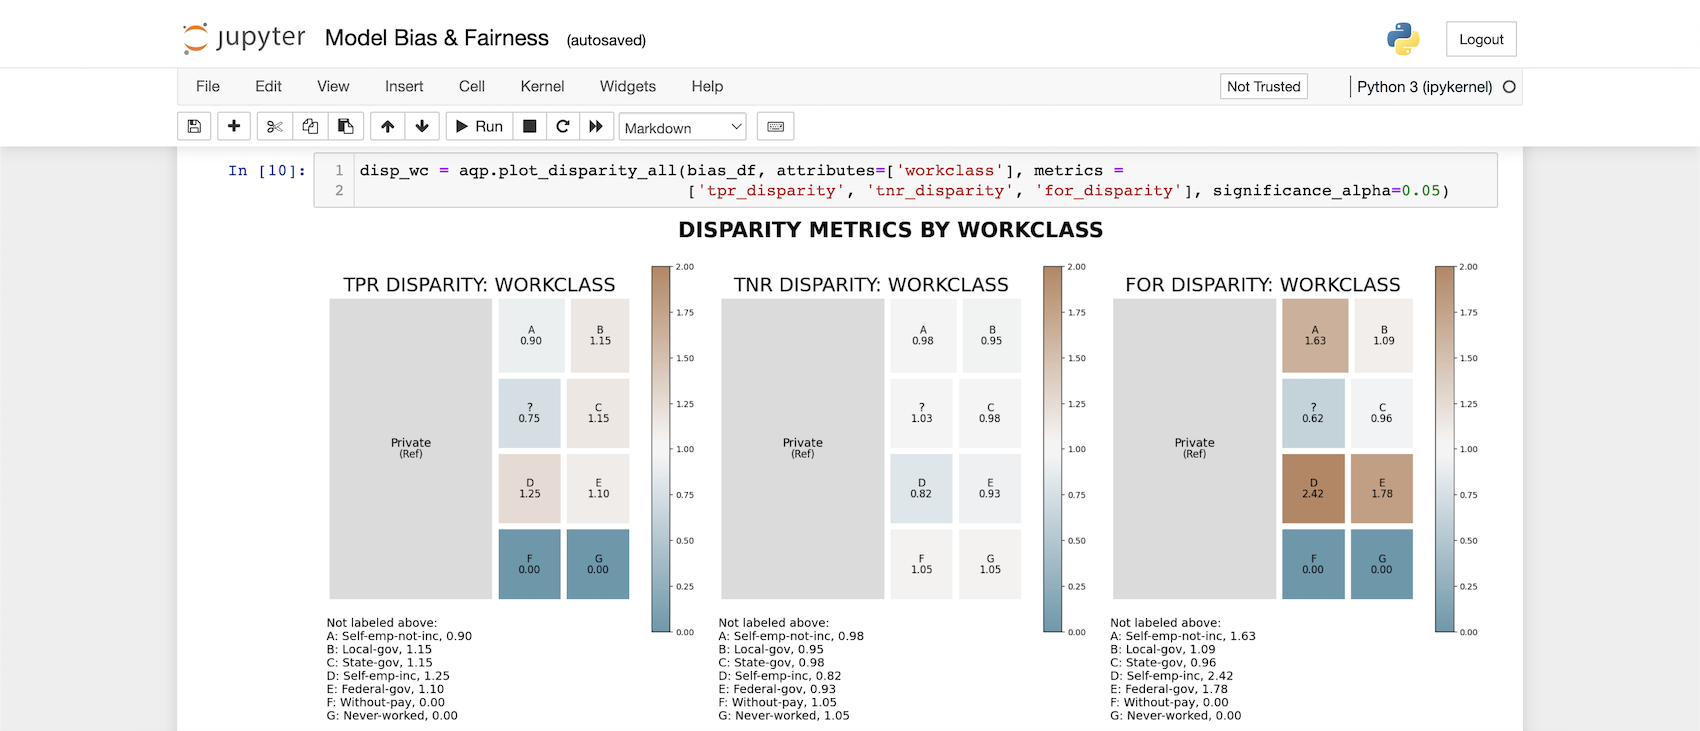 jupyter Model Bias & Fairness (autosaved)
Logout
File Edit View Insert Cell Kernel Widgets Help
Not Trusted
Python 3 (ipykernel)
Run
Markdown
In [10]:
1 disp_wc = aqp.plot_disparity_all(bias_df, attributes=['workclass'], metrics =
2 ['tpr_disparity', 'tnr_disparity', 'for_disparity'], significance_alpha=0.05)
DISPARITY METRICS BY WORKCLASS
TPR DISPARITY: WORKCLASS
Private
(Ref)
A
0.90
B
1.15
?
0.75
C
1.15
D
1.25
E
1.10
F
0.00
G
0.00
2.00
1.75
1.50
1.25
1.00
0.75
0.50
0.25
0.00
Not labeled above:
A: Self-emp-not-inc, 0.90
B: Local-gov, 1.15
C: State-gov, 1.15
D: Self-emp-inc, 1.25
E: Federal-gov, 1.10
F: Without-pay, 0.00
G: Never-worked, 0.00
TNR DISPARITY: WORKCLASS
Private
(Ref)
A
0.98
B
0.95
?
1.03
C
0.98
D
0.82
E
0.93
F
1.05
G
1.05
2.00
1.75
1.50
1.25
1.00
0.75
0.50
0.25
0.00
Not labeled above:
A: Self-emp-not-inc, 0.98
B: Local-gov, 0.95
C: State-gov, 0.98
D: Self-emp-inc, 0.82
E: Federal-gov, 0.93
F: Without-pay, 1.05
G: Never-worked, 1.05
FOR DISPARITY: WORKCLASS
Private
(Ref)
A
1.63
B
1.09
?
0.62
C
0.96
D
2.42
E
1.78
F
0.00
G
0.00
2.00
1.75
1.50
1.25
1.00
0.75
0.50
0.25
0.00
Not labeled above:
A: Self-emp-not-inc, 1.63
B: Local-gov, 1.09
C: State-gov, 0.96
D: Self-emp-inc, 2.42
E: Federal-gov, 1.78
F: Without-pay, 0.00
G: Never-worked, 0.00